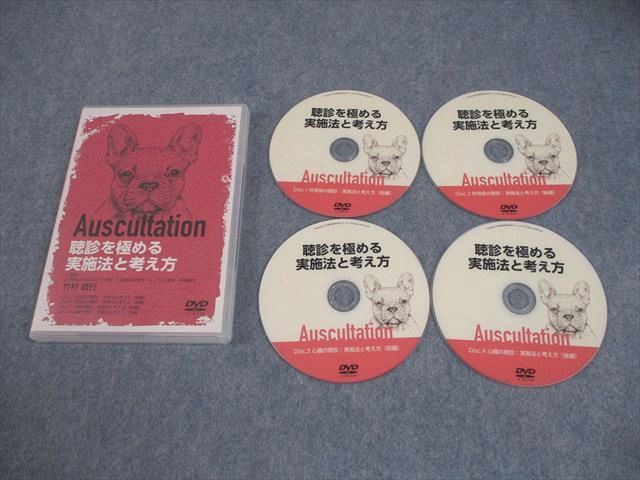 Auscultation
聴診を極める
実施法と考え方
竹村 直行
DVD
聴診を極める
実施法と考え方
Auscultation
Disc.1 呼吸音の聴診：実施法と考え方（前編）
DVD
VIDEO
聴診を極める
実施法と考え方
Auscultation
Disc.2 呼吸音の聴診：実施法と考え方（後編）
DVD
VIDEO
聴診を極める
実施法と考え方
Auscultation
Disc.3 心臓の聴診：実施法と考え方（前編）
DVD
VIDEO
聴診を極める
実施法と考え方
Auscultation
Disc.4 心臓の聴診：実施法と考え方（後編）
DVD
VIDEO